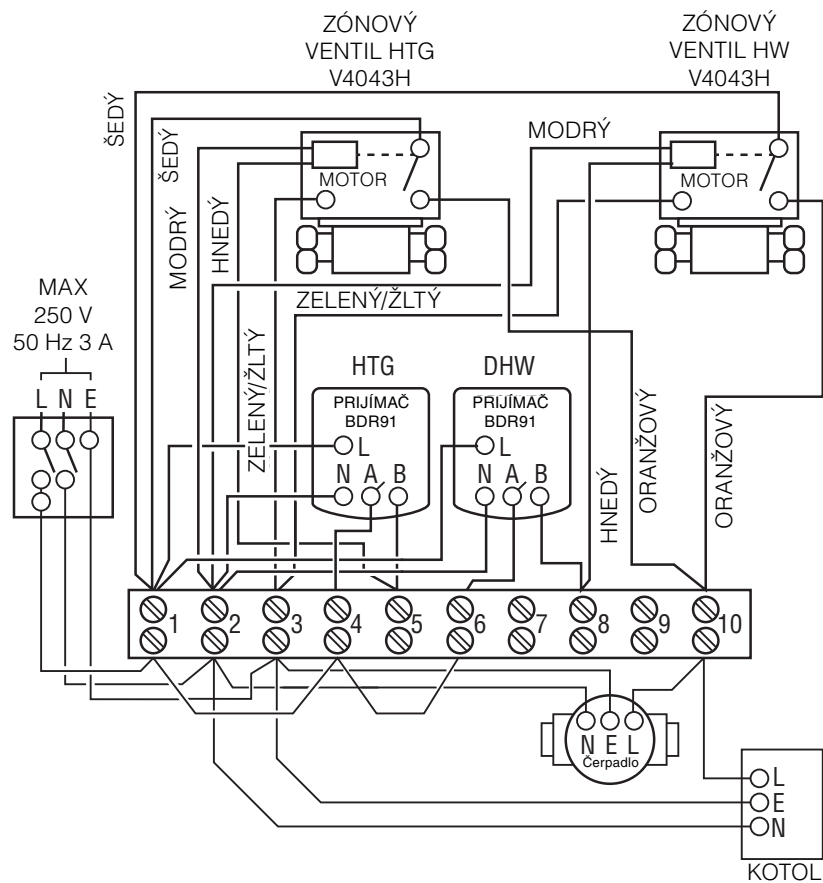 ZÓNOVÝ
VENTIL HTG
V4043H
ZÓNOVÝ
VENTIL HW
V4043H
ŠEDÝ
ŠEDÝ
MODRÝ
HNEDÝ
MODRÝ
MOTOR
MOTOR
ZELENÝ/ŽLTÝ
ZELENÝ/ŽLTÝ
MAX
250 V
50 Hz 3 A
L N E
HTG
PRIJÍMAČ
BDR91
L
N A B
DHW
PRIJÍMAČ
BDR91
L
N A B
HNEDÝ
ORANŽOVÝ
ORANŽOVÝ
1 2 3 4 5 6 7 8 9 10
N E L
Čerpadlo
L
E
N
KOTOL